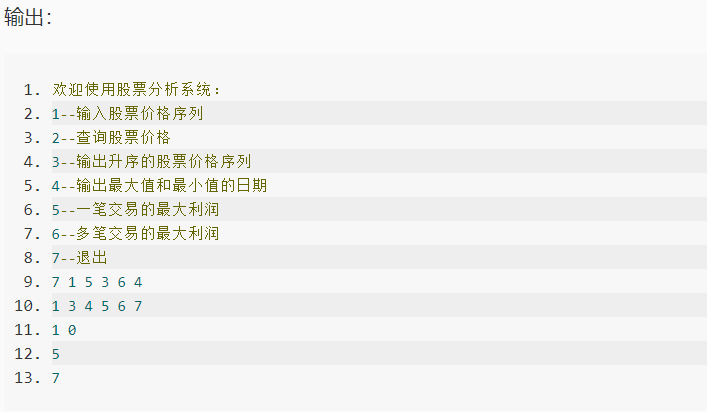 输出:
1. 欢迎使用股票分析系统:
2. 1--输入股票价格序列
3. 2--查询股票价格
4. 3--输出升序的股票价格序列
5. 4--输出最大值和最小值的日期
6. 5--一笔交易的最大利润
7. 6--多笔交易的最大利润
8. 7--退出
9. 7 1 5 3 6 4
10. 1 3 4 5 6 7
11. 1 0
12. 5
13. 7